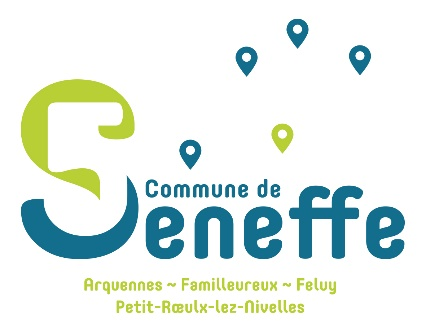 Commune de
Seneffe
Arquennes ~ Familleureux ~ Feluy
Petit-Rœulx-lez-Nivelles